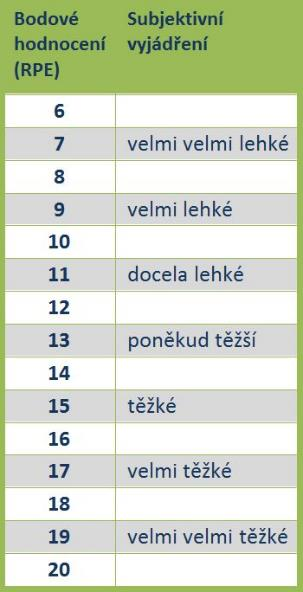 Bodové hodnocení (RPE) Subjektivní vyjádření
6
7 velmi velmi lehké
8
9 velmi lehké
10
11 docela lehké
12
13 poněkud těžší
14
15 těžké
16
17 velmi těžké
18
19 velmi velmi těžké
20